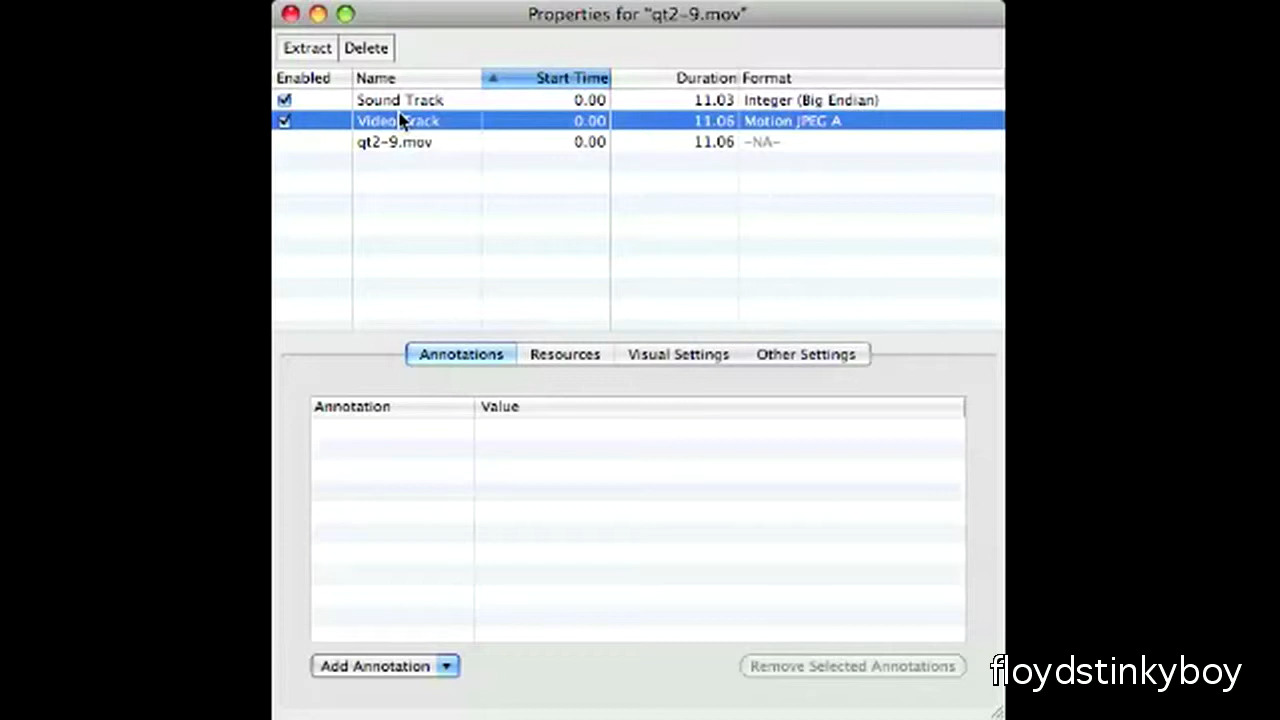 Properties for "qt2-9.mov"
Extract Delete
Enabled Name Start Time Duration Format
Sound Track 0.00 11.03 Integer (Big Endian)
Video Track 0.00 11.06 Motion JPEG A
qt2-9.mov 0.00 11.06 -NA-
Annotations Resources Visual Settings Other Settings
Annotation Value
Add Annotation Remove Selected Annotations
floydstinkyboy